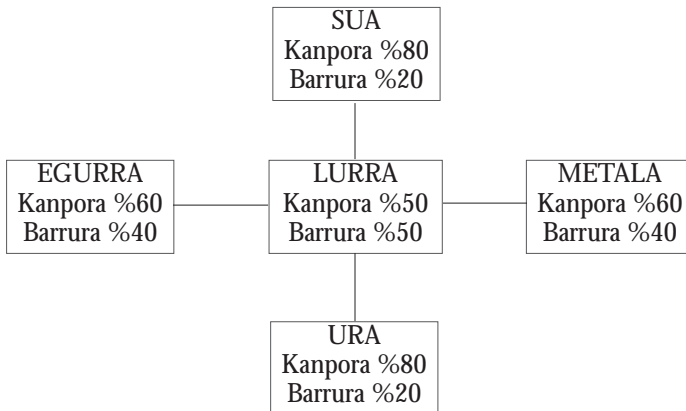 SUA
Kanpora %80
Barrura %20
EGURRA
Kanpora %60
Barrura %40
LURRA
Kanpora %50
Barrura %50
METALA
Kanpora %60
Barrura %40
URA
Kanpora %80
Barrura %20